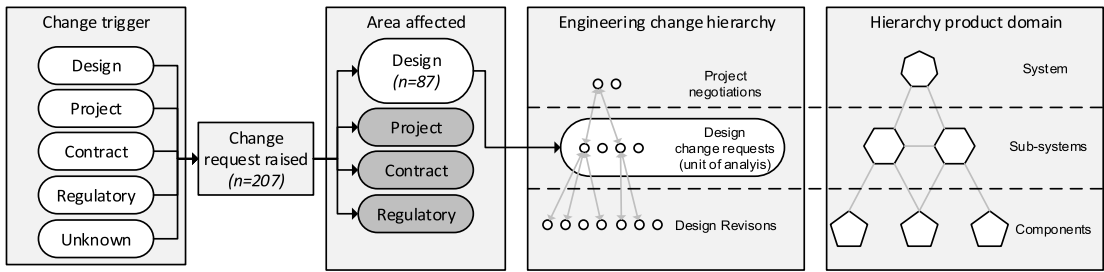 Change trigger
Design
Project
Contract
Regulatory
Unknown
Change
request raised
(n=207)
Area affected
Design
(n=87)
Project
Contract
Regulatory
Engineering change hierarchy
Project
negotiations
Design
change requests
(unit of analyis)
Design Revisons
Hierarchy product domain
System
Sub-systems
Components